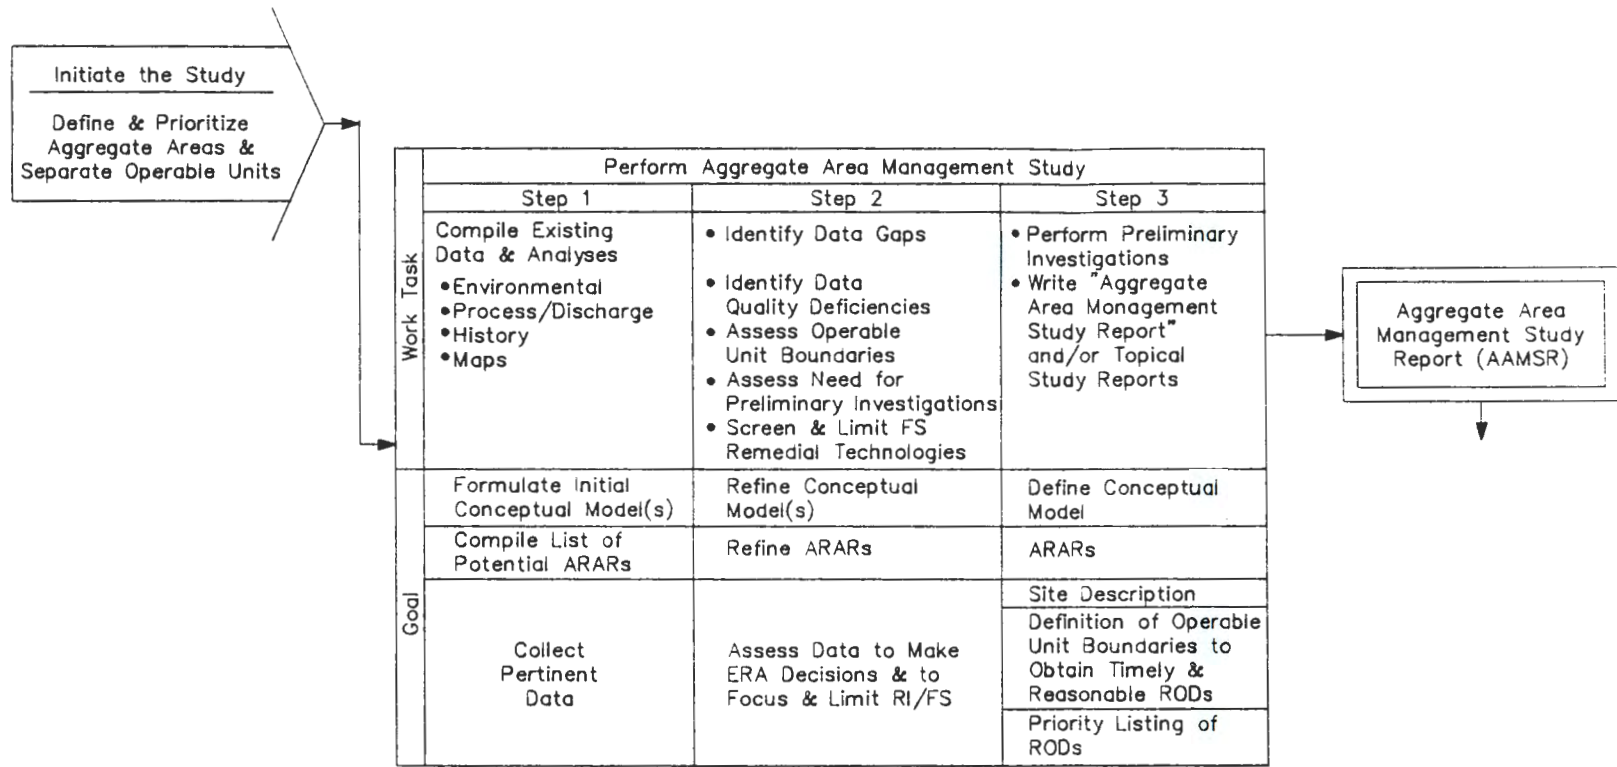 Initiate the Study
Define & Prioritize
Aggregate Areas &
Separate Operable Units
Perform Aggregate Area Management Study
Step 1
Step 2
Step 3
Work Task
Compile Existing
Data & Analyses
•Environmental
•Process/Discharge
•History
•Maps
• Identify Data Gaps
• Identify Data
Quality Deficiencies
• Assess Operable
Unit Boundaries
• Assess Need for
Preliminary Investigations
• Screen & Limit FS
Remedial Technologies
• Perform Preliminary
Investigations
• Write "Aggregate
Area Management
Study Report"
and/or Topical
Study Reports
Goal
Formulate Initial
Conceptual Model(s)
Refine Conceptual
Model(s)
Define Conceptual
Model
Compile List of
Potential ARARs
Refine ARARs
ARARs
Collect
Pertinent
Data
Assess Data to Make
ERA Decisions & to
Focus & Limit RI/FS
Site Description
Definition of Operable
Unit Boundaries to
Obtain Timely &
Reasonable RODs
Priority Listing of
RODs
Aggregate Area
Management Study
Report (AAMSR)